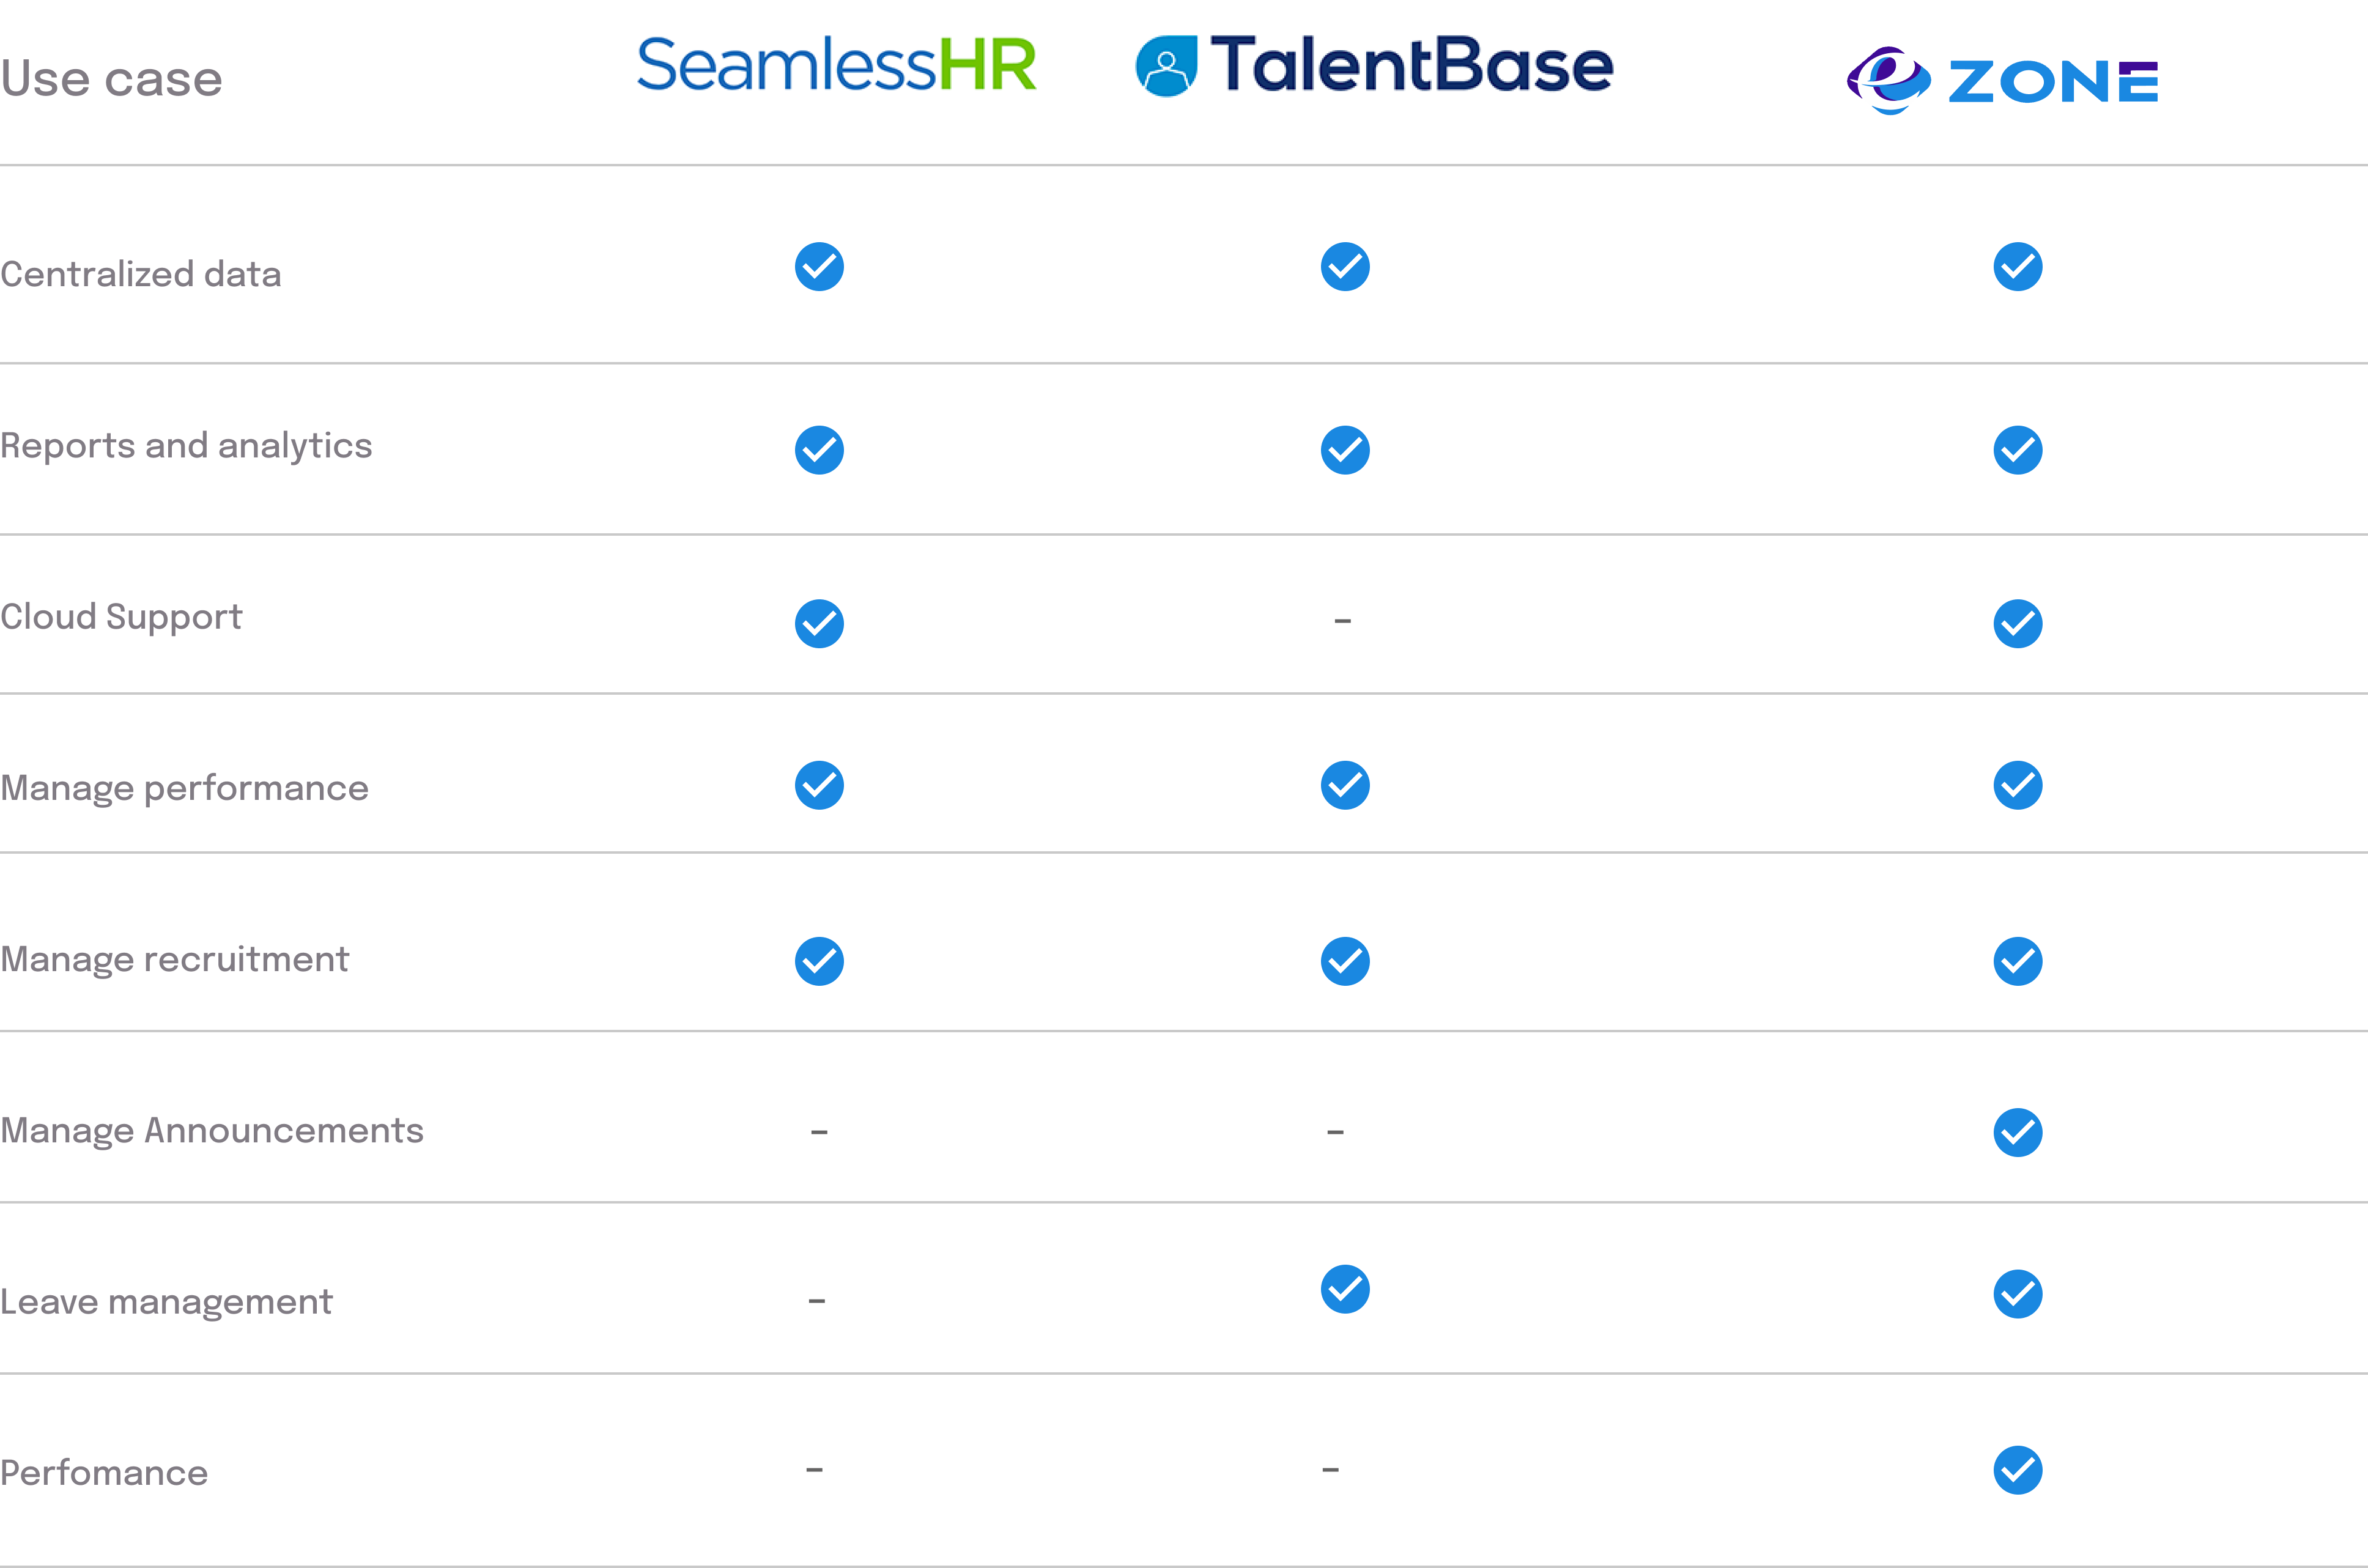 Use case SeamlessHR TalentBase ZONE
Centralized data
Reports and analytics
Cloud Support -
Manage performance
Manage recruitment
Manage Announcements - -
Leave management -
Perfomance - -